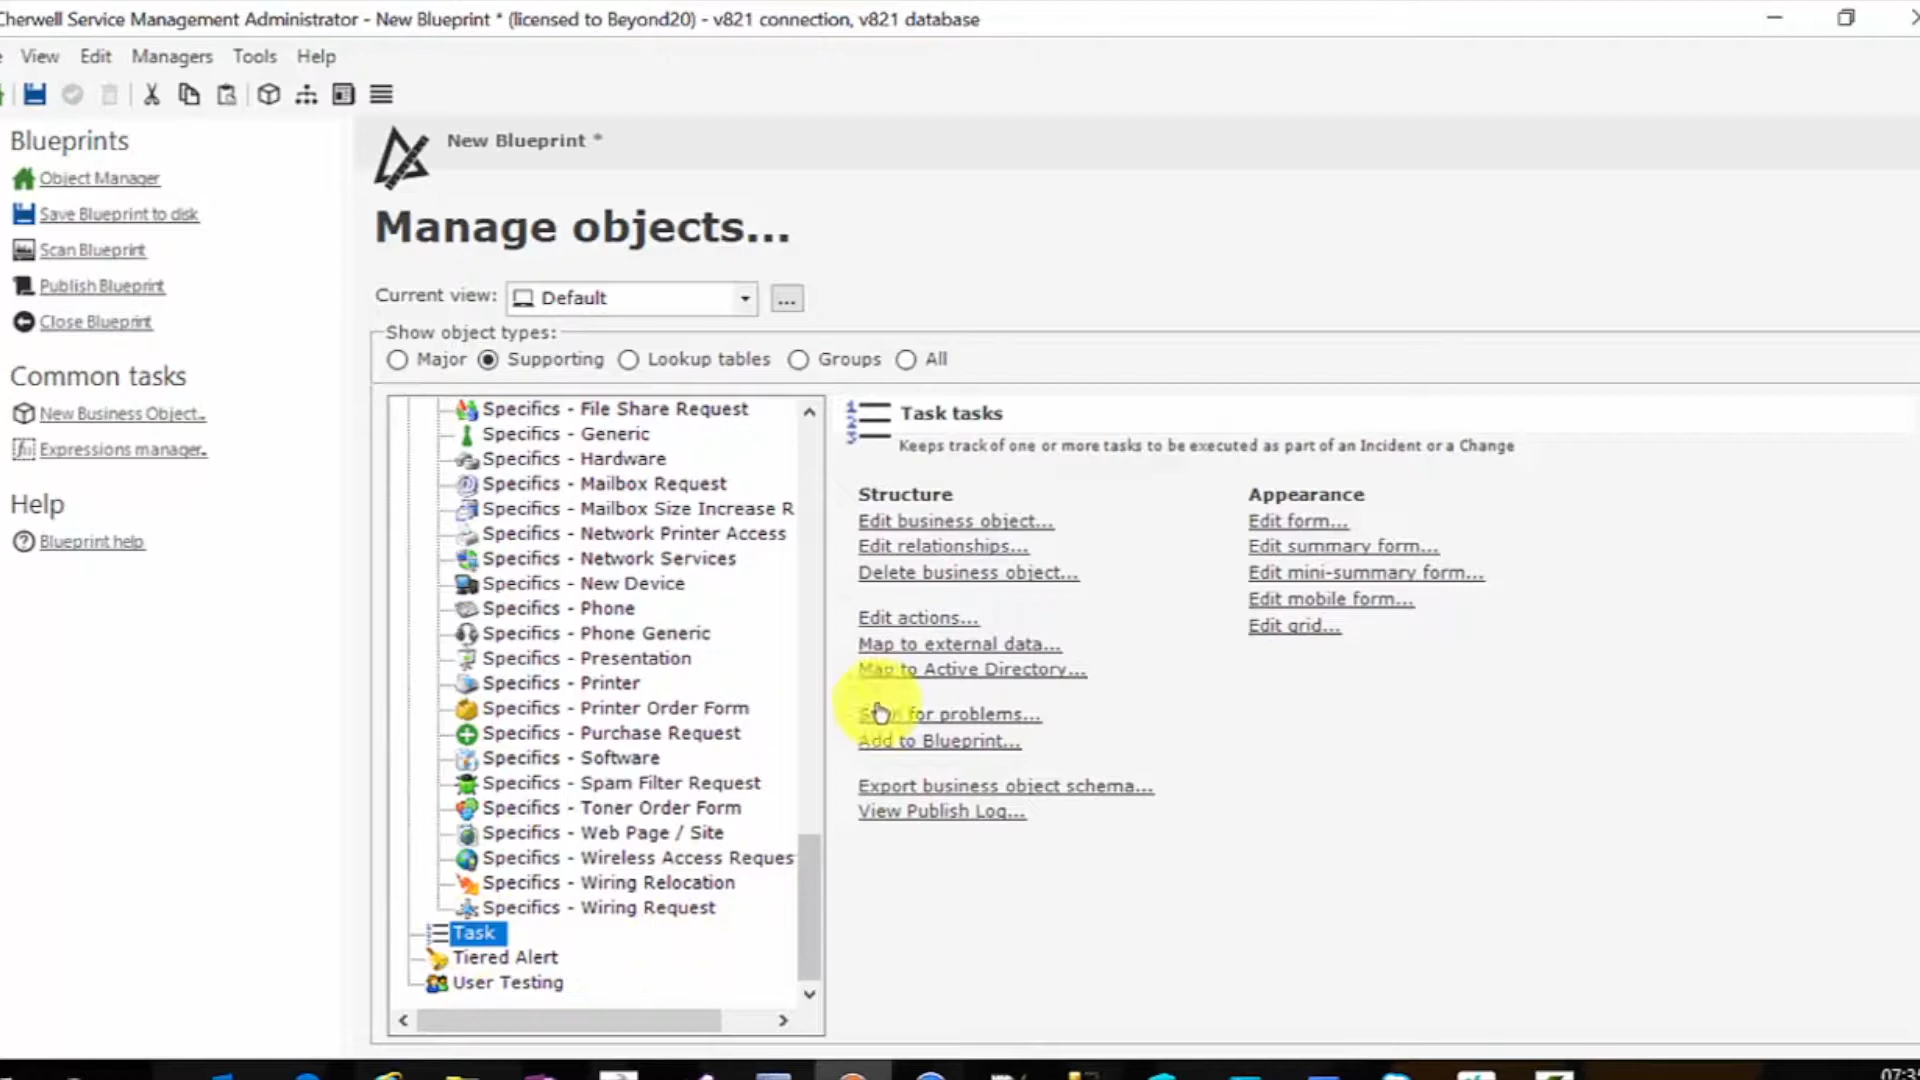 Cherwell Service Management Administrator - New Blueprint * (licensed to Beyond20) - v821 connection, v821 database
View Edit Managers Tools Help
Blueprints
Object Manager
Save Blueprint to disk
Scan Blueprint
Publish Blueprint
Close Blueprint
Common tasks
New Business Object...
Expressions manager...
Help
Blueprint help
New Blueprint *
Manage objects...
Current view: Default ...
Show object types:
Major Supporting Lookup tables Groups All
Specifics - File Share Request
Specifics - Generic
Specifics - Hardware
Specifics - Mailbox Request
Specifics - Mailbox Size Increase R
Specifics - Network Printer Access
Specifics - Network Services
Specifics - New Device
Specifics - Phone
Specifics - Phone Generic
Specifics - Presentation
Specifics - Printer
Specifics - Printer Order Form
Specifics - Purchase Request
Specifics - Software
Specifics - Spam Filter Request
Specifics - Toner Order Form
Specifics - Web Page / Site
Specifics - Wireless Access Reques
Specifics - Wiring Relocation
Specifics - Wiring Request
Task
Tiered Alert
User Testing
Task tasks
Keeps track of one or more tasks to be executed as part of an Incident or a Change
Structure
Edit business object...
Edit relationships...
Delete business object...
Edit actions...
Map to external data...
Map to Active Directory...
Scan for problems...
Add to Blueprint...
Export business object schema...
View Publish Log...
Appearance
Edit form...
Edit summary form...
Edit mini-summary form...
Edit mobile form...
Edit grid...